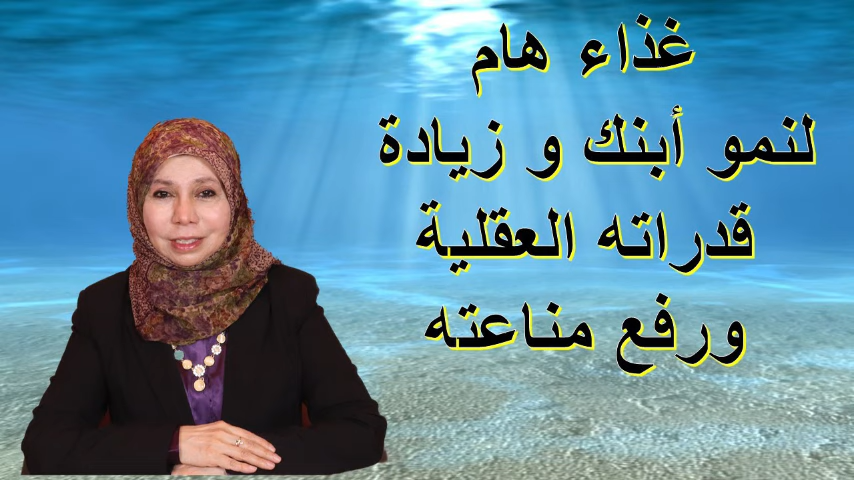 غذاء هام
لنمو أبنك و زيادة
قدراته العقلية
ورفع مناعته